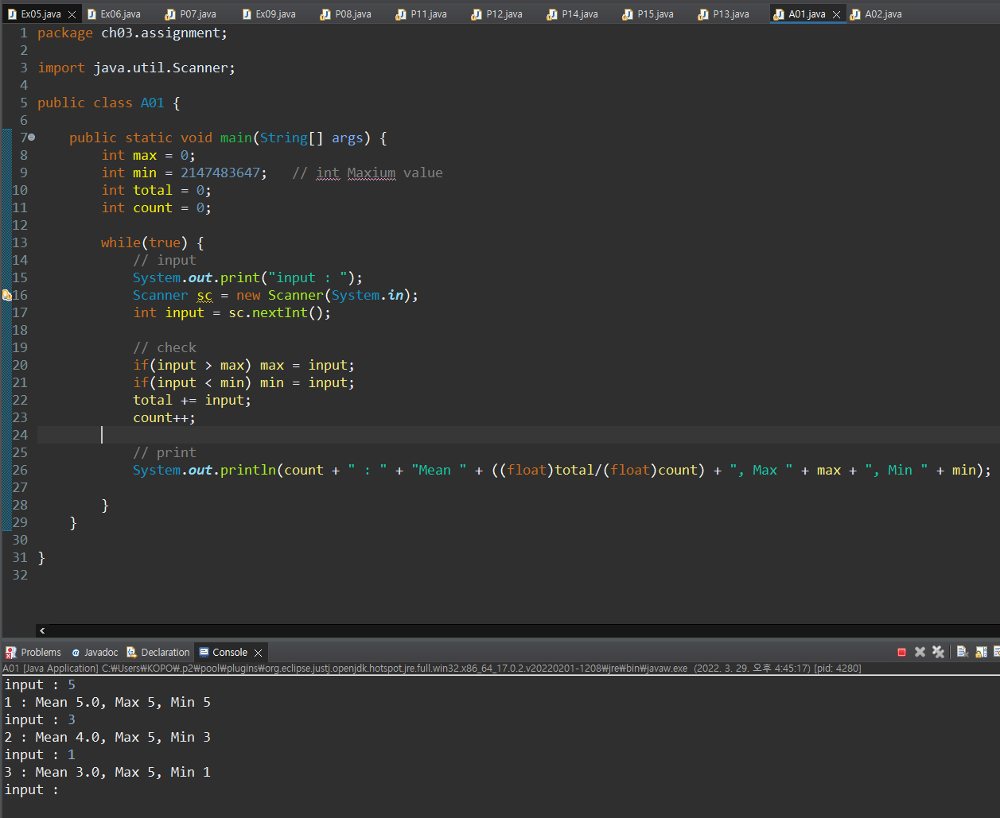 Ex05.java Ex06.java P07.java Ex09.java P08.java P11.java P12.java P14.java P15.java P13.java A01.java A02.java
1 package ch03.assignment;
2
3 import java.util.Scanner;
4
5 public class A01 {
6
7 public static void main(String[] args) {
8 int max = 0;
9 int min = 2147483647; // int Maxium value
10 int total = 0;
11 int count = 0;
12
13 while(true) {
14 // input
15 System.out.print("input : ");
16 Scanner sc = new Scanner(System.in);
17 int input = sc.nextInt();
18
19 // check
20 if(input > max) max = input;
21 if(input < min) min = input;
22 total += input;
23 count++;
24
25 // print
26 System.out.println(count + " : " + "Mean " + ((float)total/(float)count) + ", Max " + max + ", Min " + min);
27
28 }
29 }
30
31 }
32
Problems Javadoc Declaration Console
A01 [Java Application] C:₩Users₩KOPO₩.p2₩pool₩plugins₩org.eclipse.justj.openjdk.hotspot.jre.full.win32.x86_64_17.0.2.v20220201-1208₩jre₩bin₩javaw.exe (2022. 3. 29. 오후 4:45:17) [pid: 4280]
input : 5
1 : Mean 5.0, Max 5, Min 5
input : 3
2 : Mean 4.0, Max 5, Min 3
input : 1
3 : Mean 3.0, Max 5, Min 1
input :